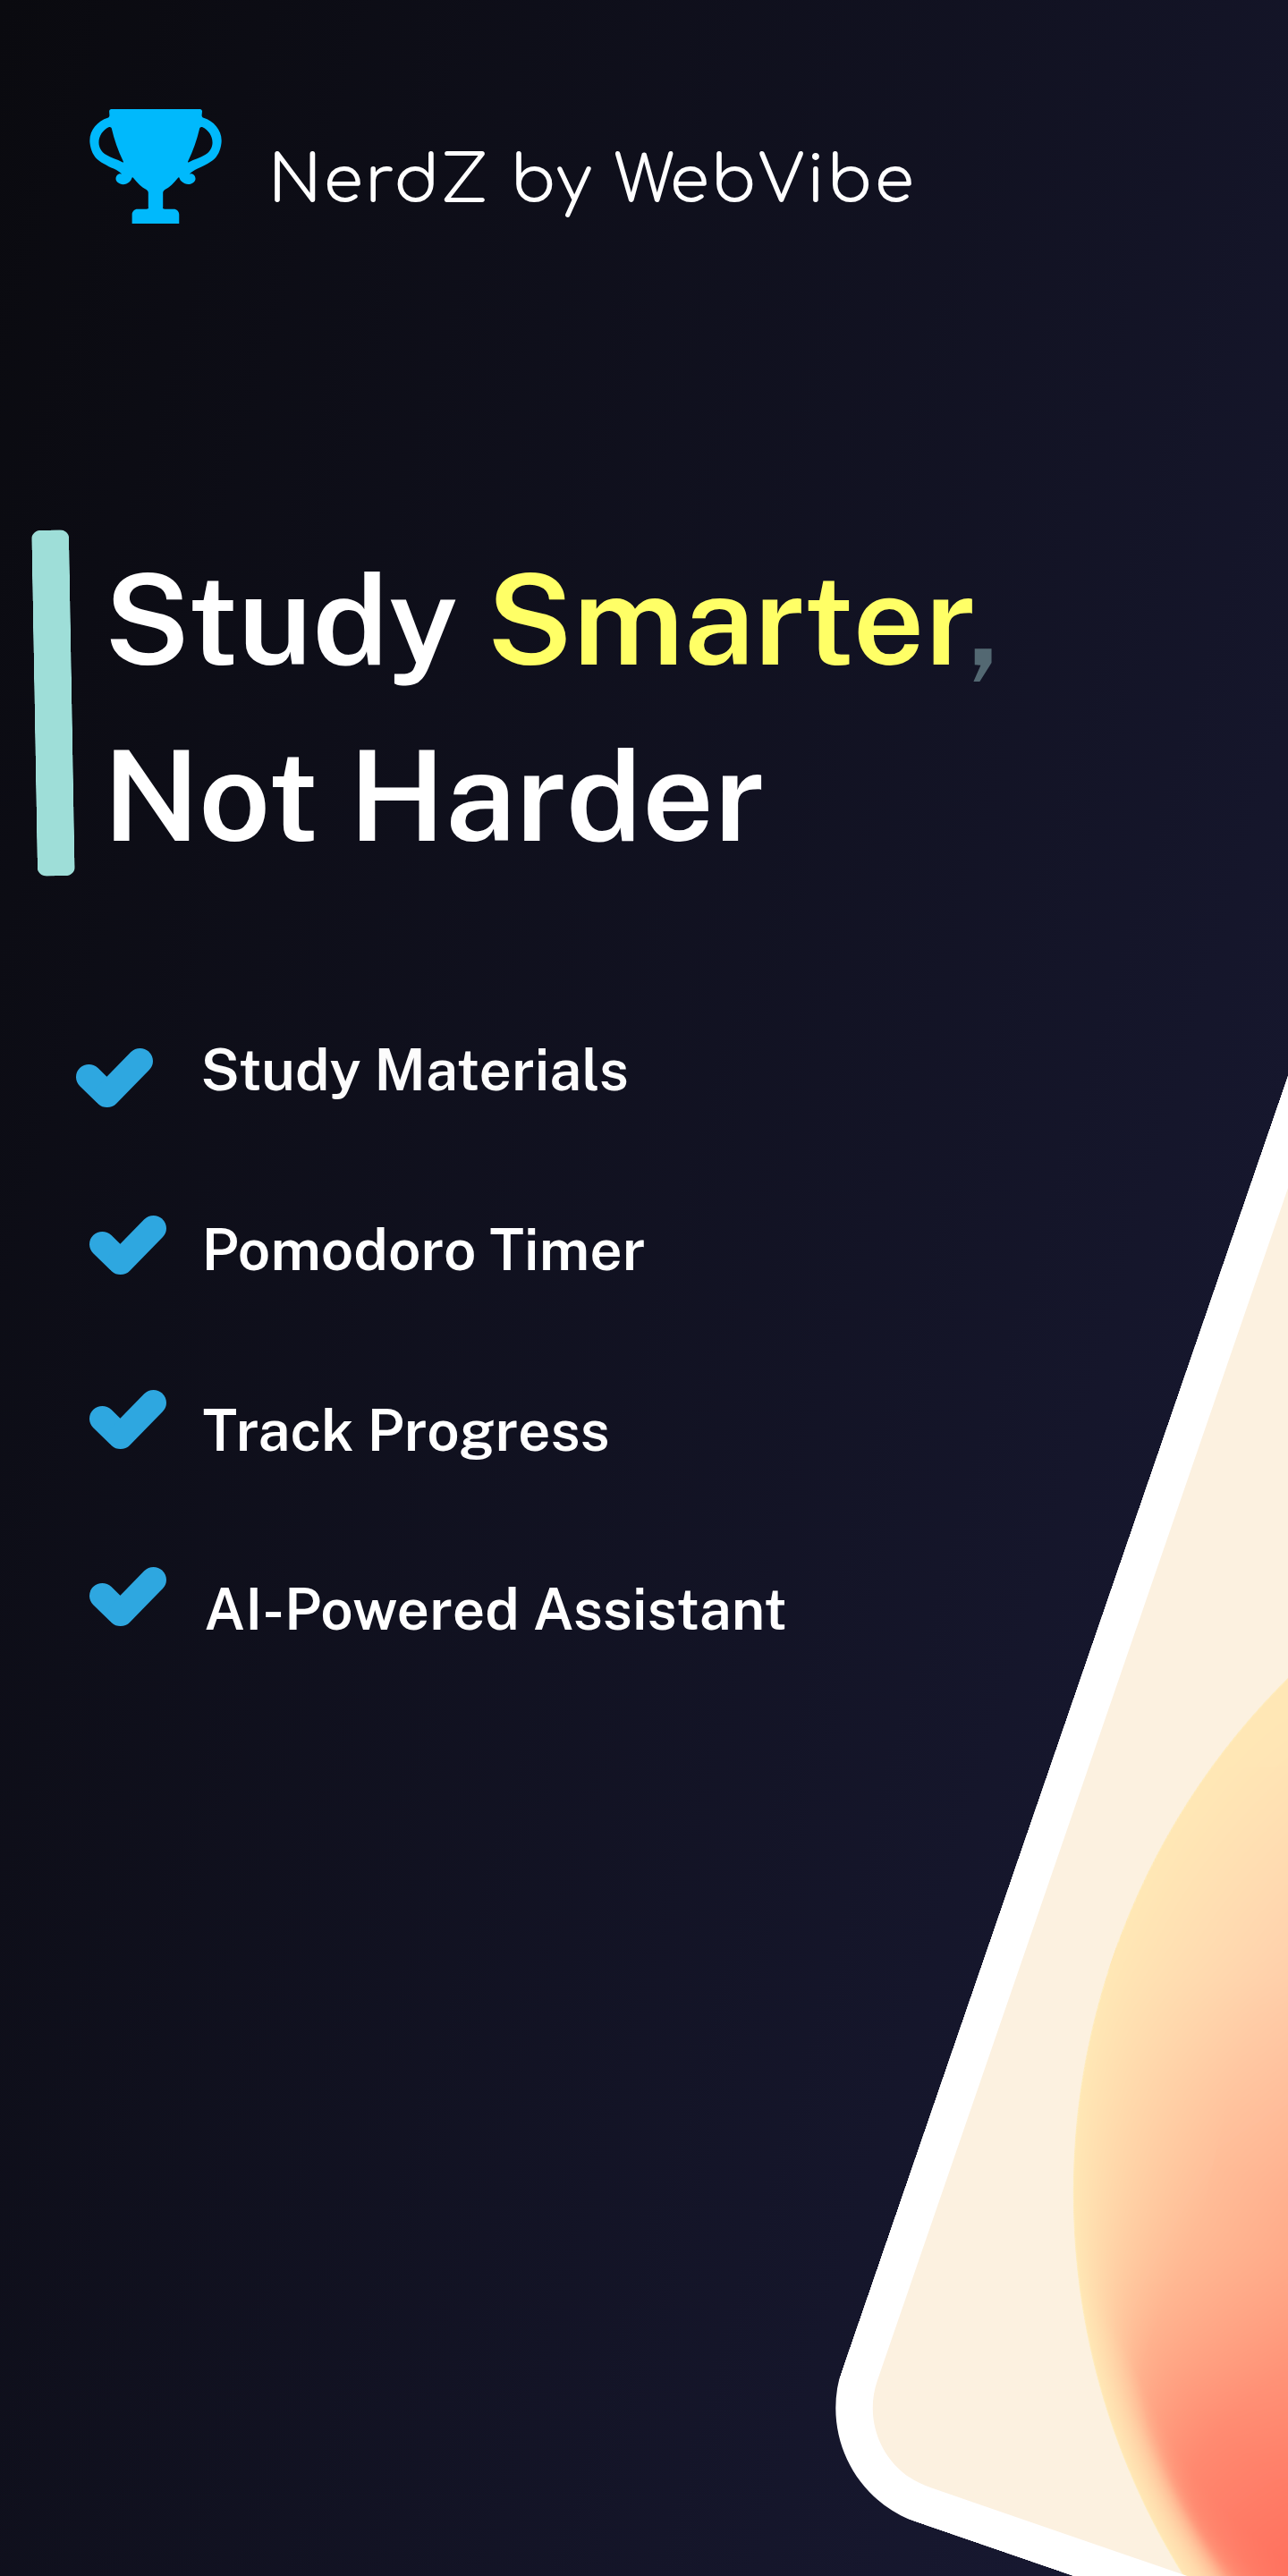 NerdZ by WebVibe
Study Smarter,
Not Harder
Study Materials
Pomodoro Timer
Track Progress
AI-Powered Assistant